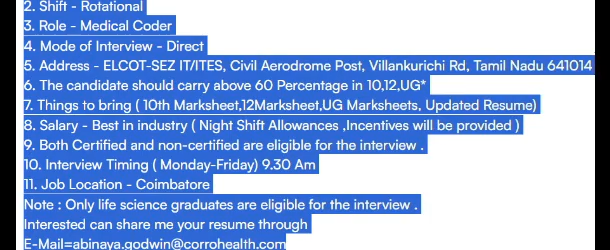 2. Shift - Rotational
3. Role - Medical Coder
4. Mode of Interview - Direct
5. Address - ELCOT-SEZ IT/ITES, Civil Aerodrome Post, Villankurichi Rd, Tamil Nadu 641014
6. The candidate should carry above 60 Percentage in 10,12,UG*
7. Things to bring ( 10th Marksheet,12Marksheet,UG Marksheets, Updated Resume)
8. Salary - Best in industry ( Night Shift Allowances ,Incentives will be provided )
9. Both Certified and non-certified are eligible for the interview .
10. Interview Timing ( Monday-Friday) 9.30 Am
11. Job Location - Coimbatore
Note : Only life science graduates are eligible for the interview .
Interested can share me your resume through
E-Mail=abinaya.godwin@corrohealth.com